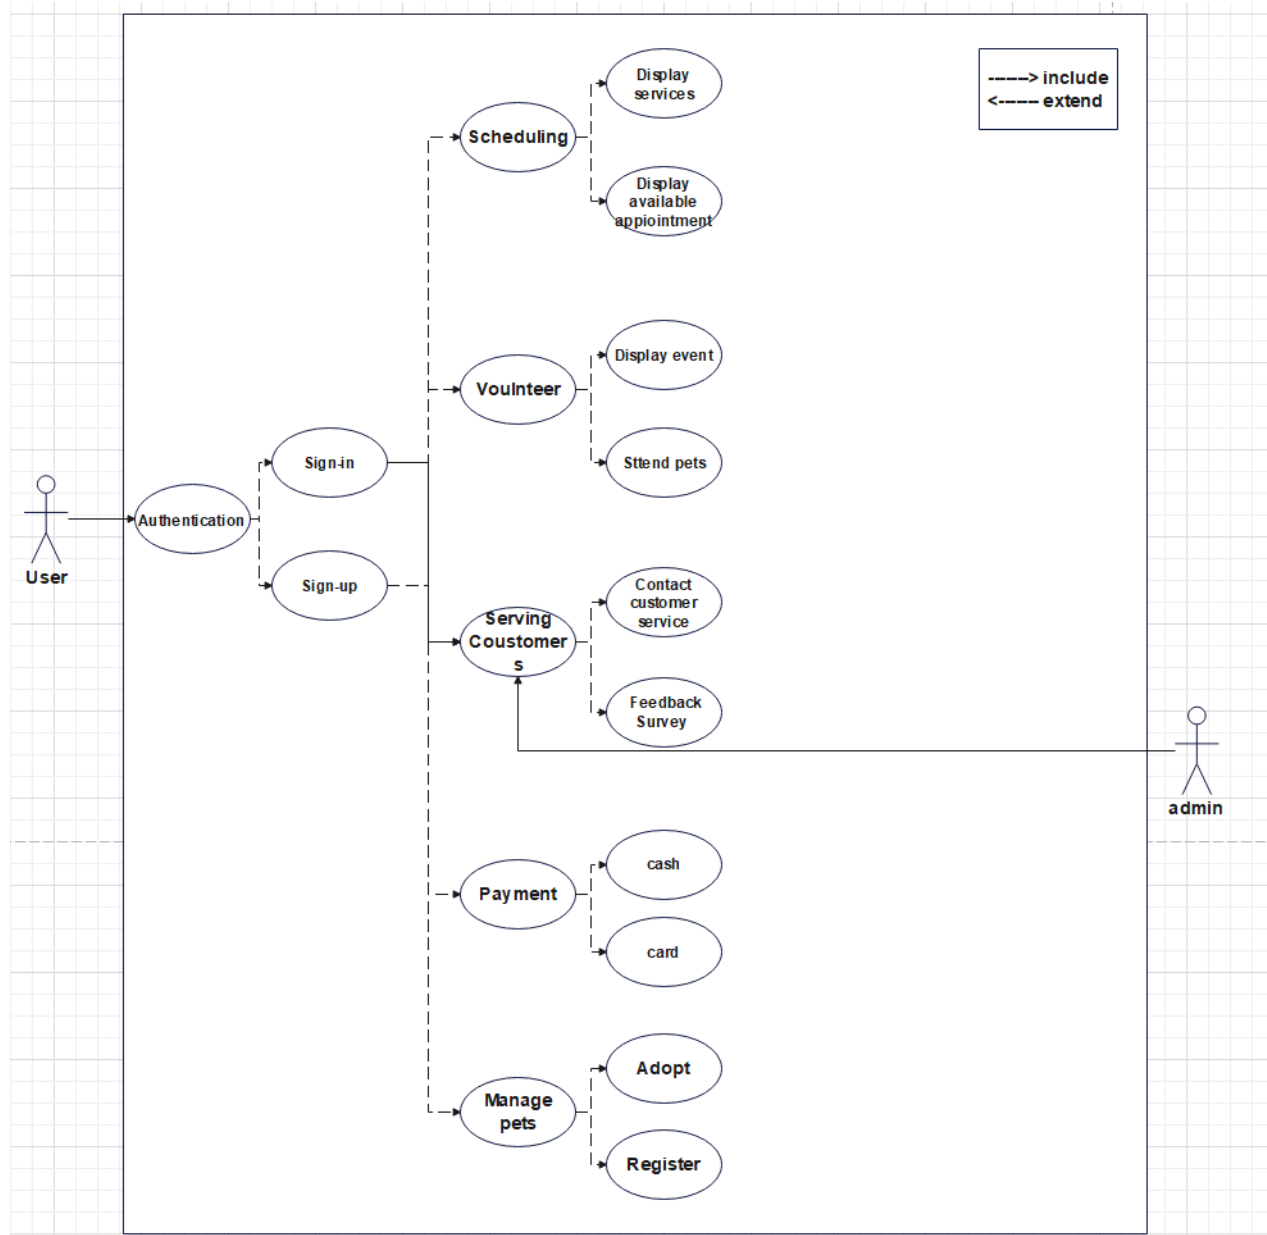 Display
services
-----> include
<----- extend
Scheduling
Display
available
appiointment
Display event
Voulnteer
Sign-in
Sttend pets
Authentication
User
Sign-up
Contact
customer
service
Serving
Coustomer
s
Feedback
Survey
admin
cash
Payment
card
Adopt
Manage
pets
Register